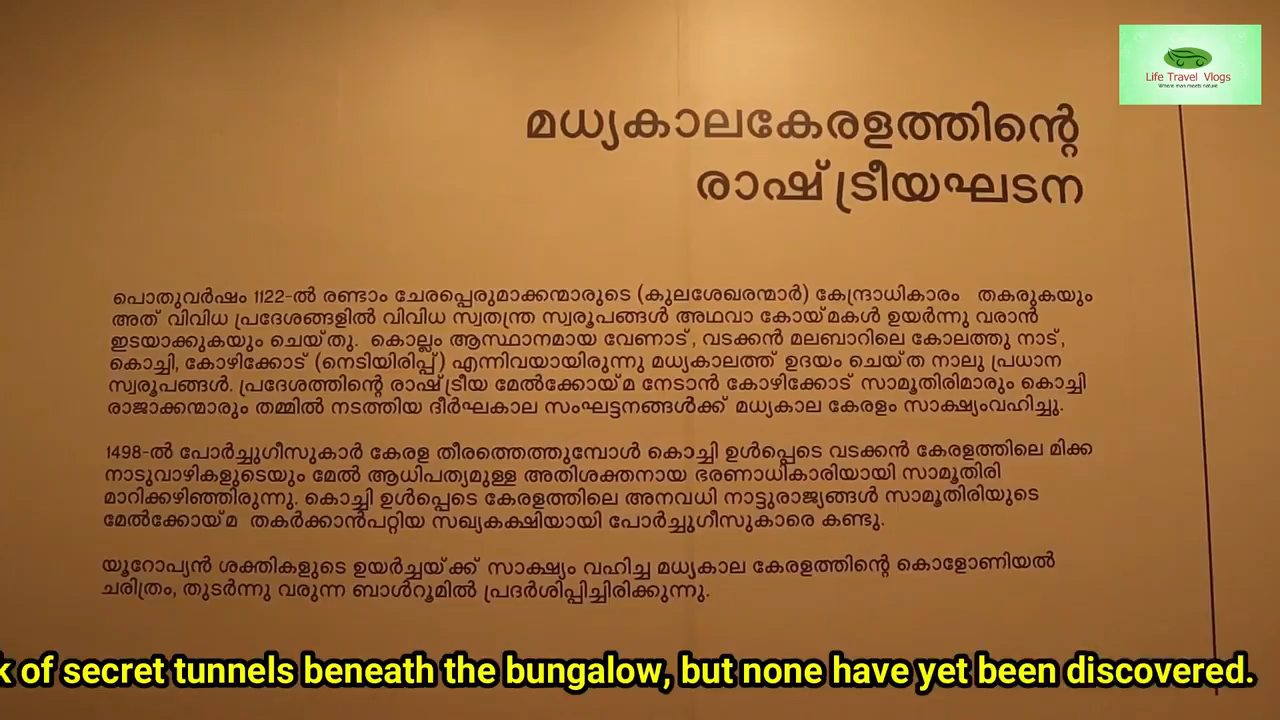 Life Travel Vlogs
Where man meets nature
മധ്യകാലകേരളത്തിന്റെ
രാഷ്ട്രീയഘടന
പൊതുവർഷം 1122-ൽ രണ്ടാം ചേരപ്പെരുമാക്കന്മാരുടെ (കുലശേഖരന്മാർ) കേന്ദ്രാധികാരം തകരുകയും
അത് വിവിധ പ്രദേശങ്ങളിൽ വിവിധ സ്വതന്ത്ര സ്വരൂപങ്ങൾ അഥവാ കോയ്മകൾ ഉയർന്നു വരാൻ
ഇടയാക്കുകയും ചെയ്തു. കൊല്ലം ആസ്ഥാനമായ വേണാട്, വടക്കൻ മലബാറിലെ കോലത്തു നാട്,
കൊച്ചി, കോഴിക്കോട് (നെടിയിരിപ്പ്) എന്നിവയായിരുന്നു മധ്യകാലത്ത് ഉദയം ചെയ്ത നാലു പ്രധാന
സ്വരൂപങ്ങൾ. പ്രദേശത്തിന്റെ രാഷ്ട്രീയ മേൽക്കോയ്മ നേടാൻ കോഴിക്കോട് സാമൂതിരിമാരും കൊച്ചി
രാജാക്കന്മാരും തമ്മിൽ നടത്തിയ ദീർഘകാല സംഘട്ടനങ്ങൾക്ക് മധ്യകാല കേരളം സാക്ഷ്യംവഹിച്ചു.
1498-ൽ പോർച്ചുഗീസുകാർ കേരള തീരത്തെത്തുമ്പോൾ കൊച്ചി ഉൾപ്പെടെ വടക്കൻ കേരളത്തിലെ മിക്ക
നാടുവാഴികളുടെയും മേൽ ആധിപത്യമുള്ള അതിശക്തനായ ഭരണാധികാരിയായി സാമൂതിരി
മാറിക്കഴിഞ്ഞിരുന്നു. കൊച്ചി ഉൾപ്പെടെ കേരളത്തിലെ അനവധി നാട്ടുരാജ്യങ്ങൾ സാമൂതിരിയുടെ
മേൽക്കോയ്മ തകർക്കാൻപറ്റിയ സഖ്യകക്ഷിയായി പോർച്ചുഗീസുകാരെ കണ്ടു.
യൂറോപ്യൻ ശക്തികളുടെ ഉയർച്ചയ്ക്ക് സാക്ഷ്യം വഹിച്ച മധ്യകാല കേരളത്തിന്റെ കൊളോണിയൽ
ചരിത്രം, തുടർന്നു വരുന്ന ബാൾറൂമിൽ പ്രദർശിപ്പിച്ചിരിക്കുന്നു.
k of secret tunnels beneath the bungalow, but none have yet been discovered.